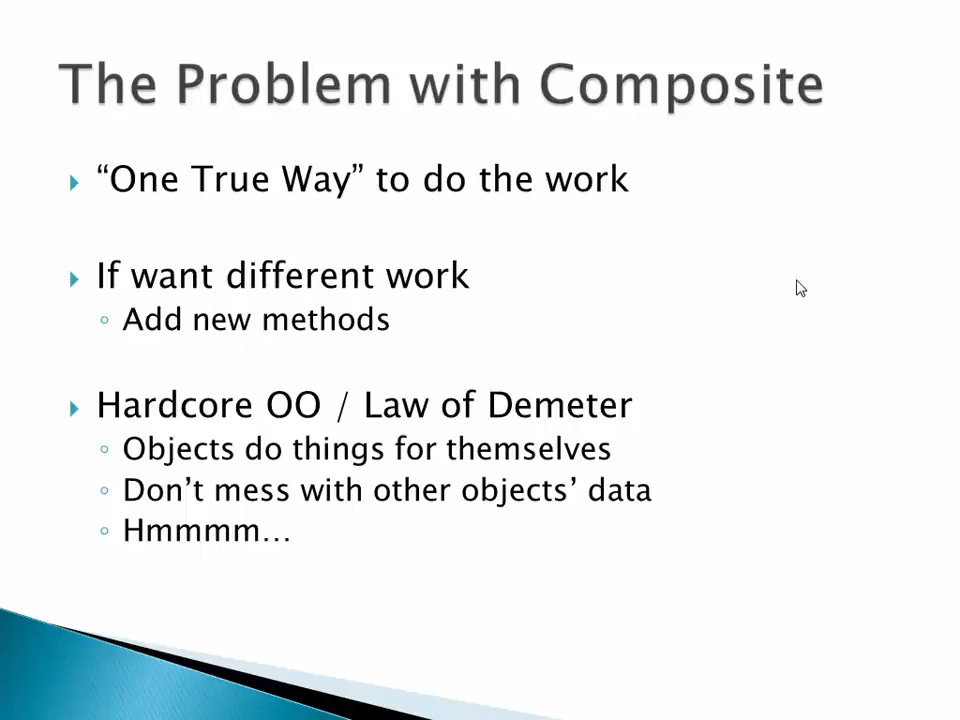 The Problem with Composite
“One True Way” to do the work
If want different work
Add new methods
Hardcore OO / Law of Demeter
Objects do things for themselves
Don’t mess with other objects’ data
Hmmmm…